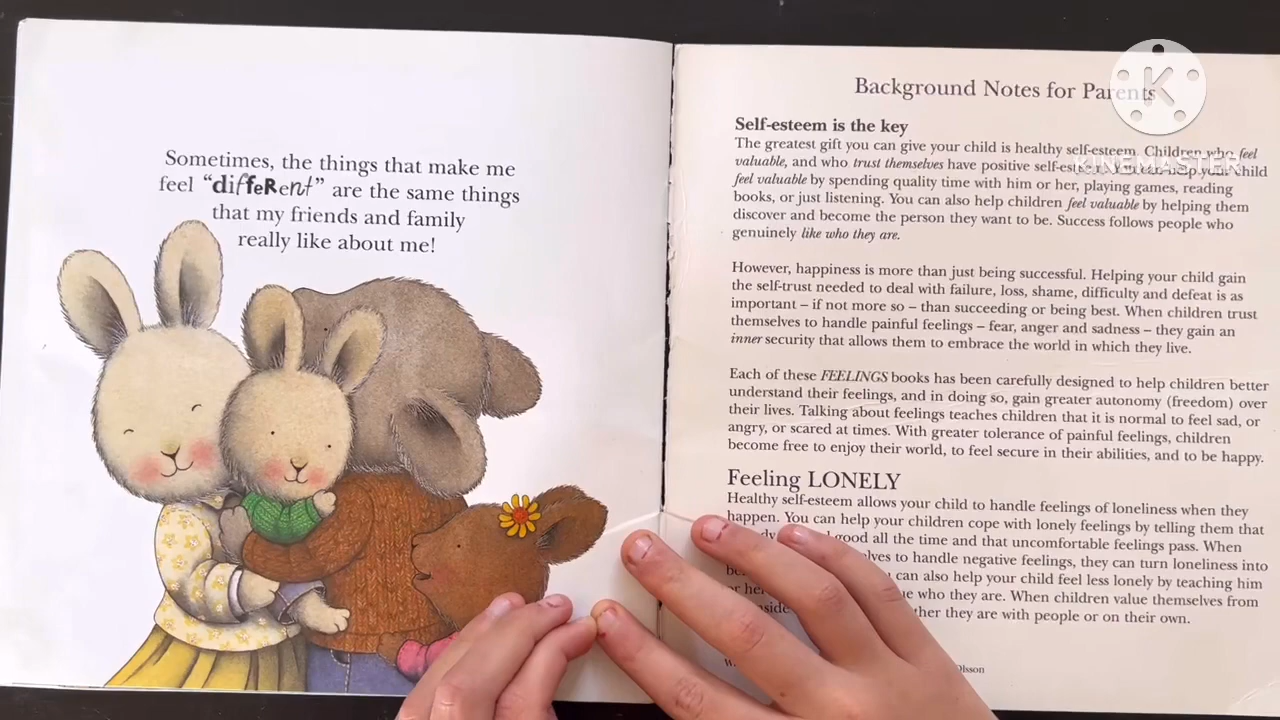 Sometimes, the things that make me
feel “diffeRent” are the same things
that my friends and family
really like about me!
Background Notes for Parents
Self-esteem is the key
The greatest gift you can give your child is healthy self-esteem. Children who feel
valuable, and who trust themselves have positive self-esteem. You can help your child
feel valuable by spending quality time with him or her, playing games, reading
books, or just listening. You can also help children feel valuable by helping them
discover and become the person they want to be. Success follows people who
genuinely like who they are.
However, happiness is more than just being successful. Helping your child gain
the self-trust needed to deal with failure, loss, shame, difficulty and defeat is as
important – if not more so – than succeeding or being best. When children trust
themselves to handle painful feelings – fear, anger and sadness – they gain an
inner security that allows them to embrace the world in which they live.
Each of these FEELINGS books has been carefully designed to help children better
understand their feelings, and in doing so, gain greater autonomy (freedom) over
their lives. Talking about feelings teaches children that it is normal to feel sad, or
angry, or scared at times. With greater tolerance of painful feelings, children
become free to enjoy their world, to feel secure in their abilities, and to be happy.
Feeling LONELY
Healthy self-esteem allows your child to handle feelings of loneliness when they
happen. You can help your children cope with lonely feelings by telling them that
good all the time and that uncomfortable feelings pass. When
to handle negative feelings, they can turn loneliness into
can also help your child feel less lonely by teaching him
who they are. When children value themselves from
they are with people or on their own.
Olsson
K
KINEMASTER